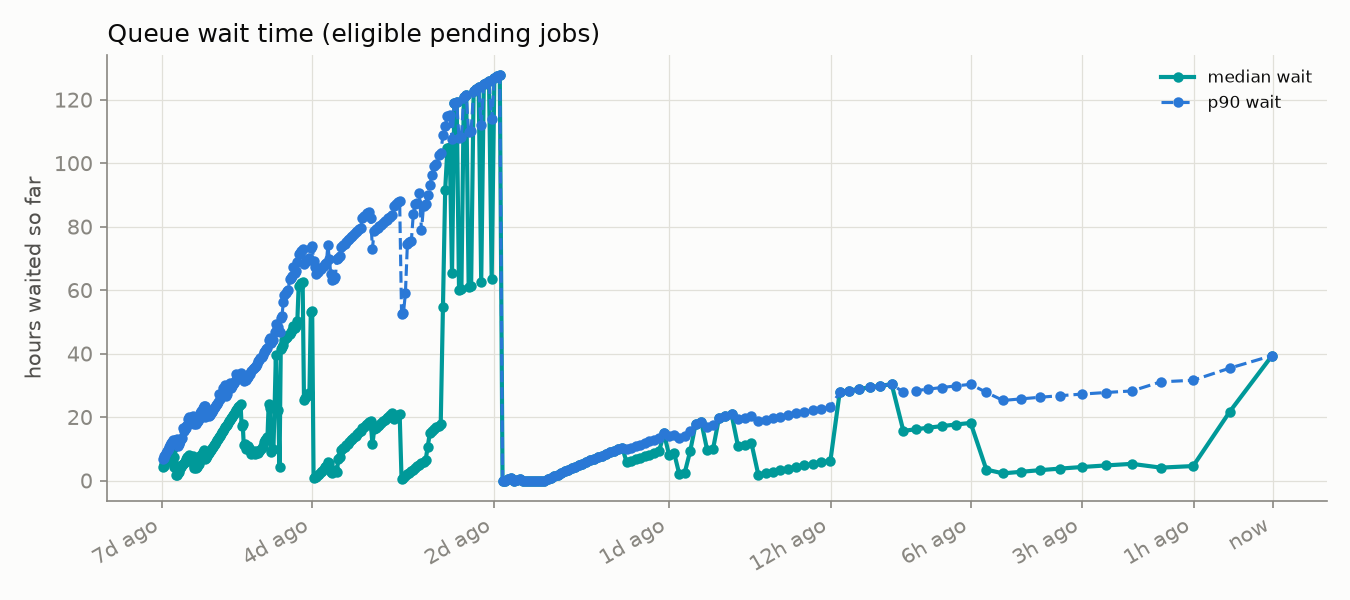 Queue wait time (eligible pending jobs)
median wait
p90 wait
hours waited so far
120
100
80
60
40
20
0
7d ago
4d ago
2d ago
1d ago
12h ago
6h ago
3h ago
1h ago
now